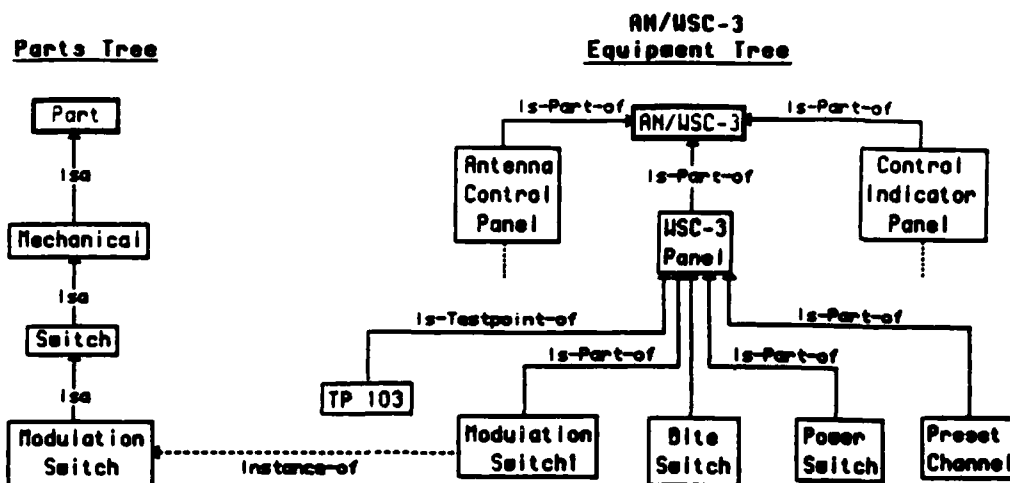 AN/WSC-3
Parts Tree
Equipment Tree
Part
Is-Part-of
AN/WSC-3
Is-Part-of
Antenna
Control
Panel
Is-Part-of
Control
Indicator
Panel
Isa
Mechanical
WSC-3
Panel
Isa
Switch
Is-Testpoint-of
Is-Part-of
Is-Part-of
Is-Part-of
Isa
TP 103
Modulation
Switch
Instance-of
Modulation
Switch1
Bite
Switch
Power
Switch
Preset
Channel